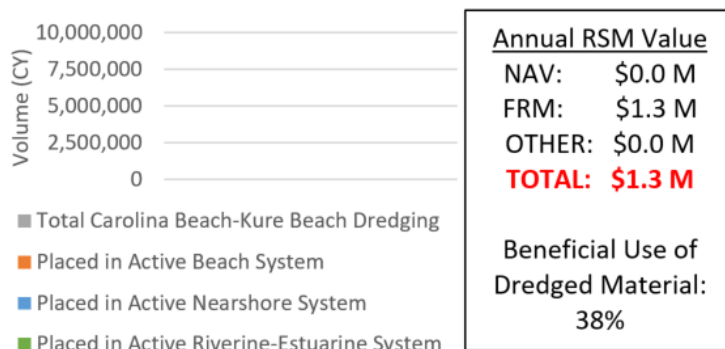 10,000,000
7,500,000
5,000,000
2,500,000
0
Volume (CY)
Total Carolina Beach-Kure Beach Dredging
Placed in Active Beach System
Placed in Active Nearshore System
Placed in Active Riverine-Estuarine System
Annual RSM Value
NAV: $0.0 M
FRM: $1.3 M
OTHER: $0.0 M
TOTAL: $1.3 M
Beneficial Use of
Dredged Material:
38%